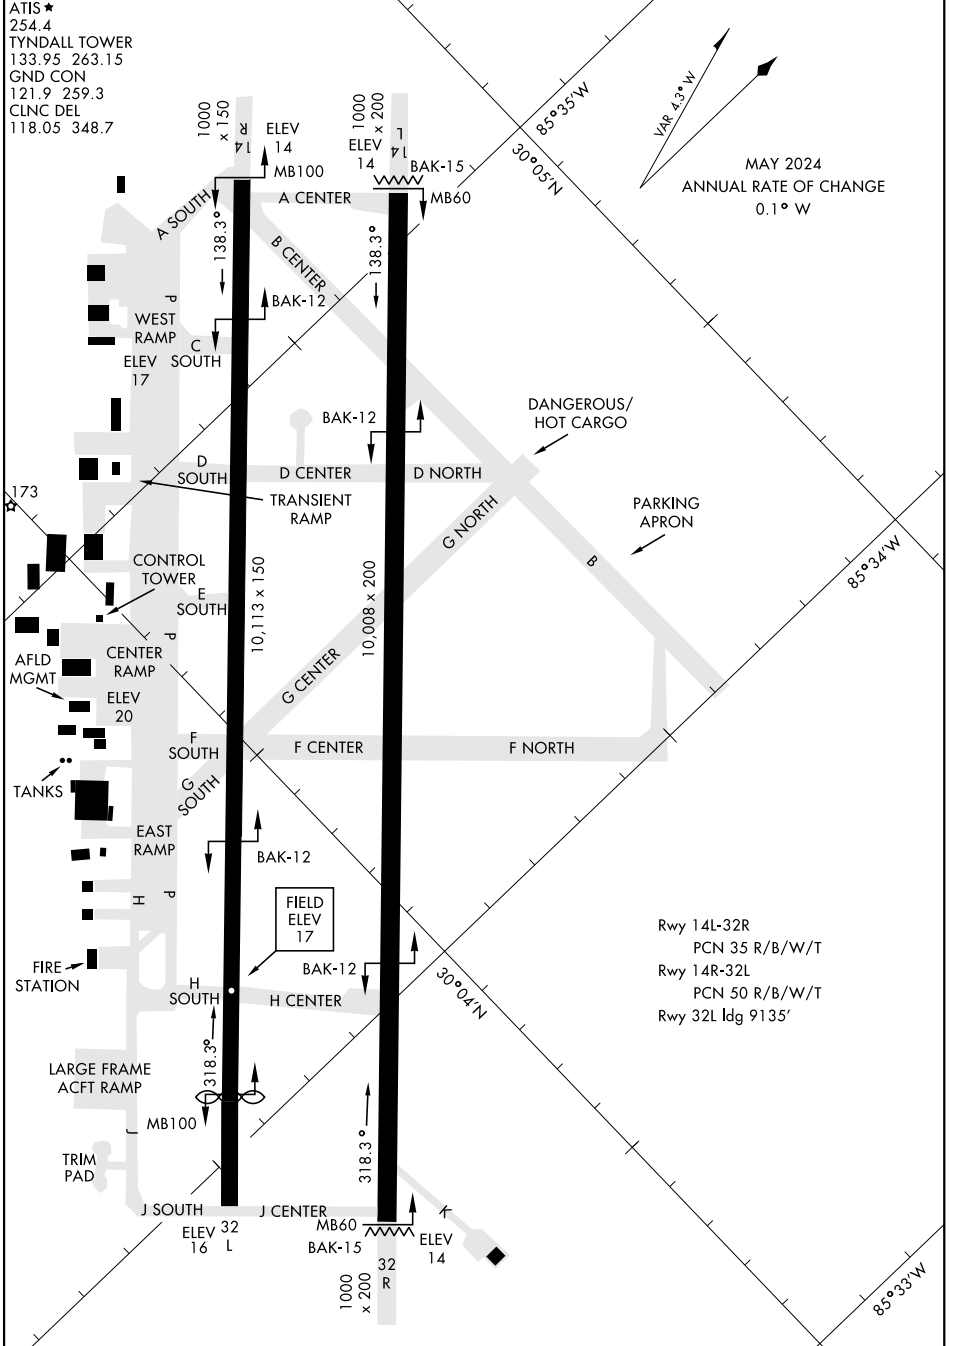 ATIS ★
254.4
TYNDALL TOWER
133.95 263.15
GND CON
121.9 259.3
CLNC DEL
118.05 348.7
1000
x 150
14
R
ELEV
14
MB100
1000
x 200
ELEV
14
14
L
BAK-15
MB60
85°35'W
30°05'N
VAR 4.3° W
MAY 2024
ANNUAL RATE OF CHANGE
0.1° W
A SOUTH
A CENTER
138.3°
B CENTER
138.3°
BAK-12
P
WEST
RAMP
C
SOUTH
ELEV
17
BAK-12
DANGEROUS/
HOT CARGO
D
SOUTH
D CENTER
D NORTH
173
TRANSIENT
RAMP
G NORTH
PARKING
APRON
B
85°34'W
CONTROL
TOWER
E
SOUTH
10,113 x 150
10,008 x 200
P
AFLD
MGMT
CENTER
RAMP
ELEV
20
G CENTER
F
SOUTH
F CENTER
F NORTH
TANKS
G
SOUTH
EAST
RAMP
BAK-12
H
P
FIELD
ELEV
17
Rwy 14L-32R
PCN 35 R/B/W/T
Rwy 14R-32L
PCN 50 R/B/W/T
Rwy 32L ldg 9135'
FIRE
STATION
BAK-12
30°04'N
H
SOUTH
H CENTER
318.3°
LARGE FRAME
ACFT RAMP
MB100
J
318.3°
TRIM
PAD
J SOUTH
J CENTER
K
ELEV
16
32
L
MB60
BAK-15
ELEV
14
32
R
1000
x 200
85°33'W